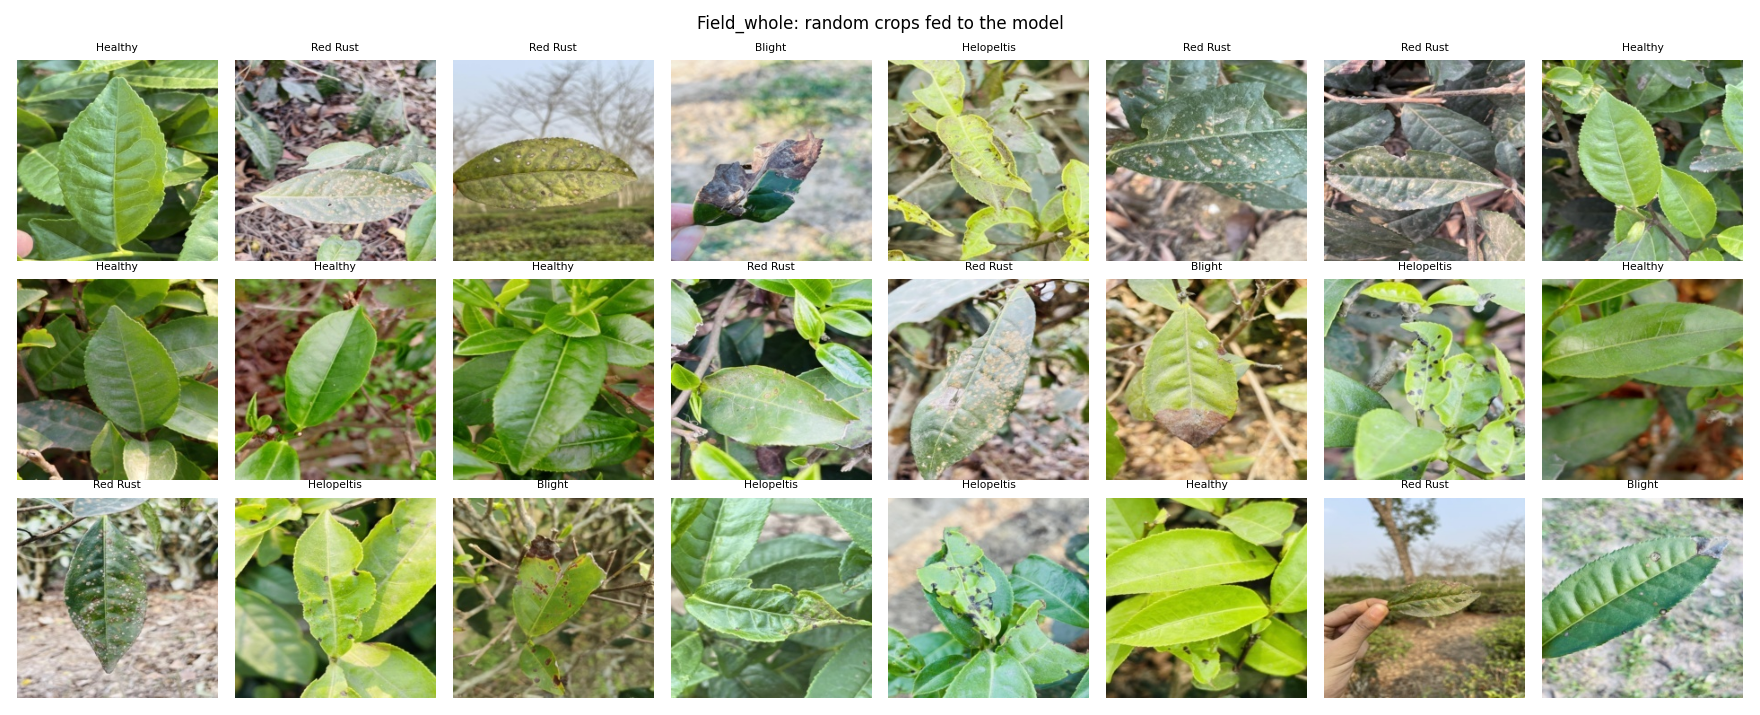 Field_whole: random crops fed to the model
Healthy Red Rust Red Rust Blight Helopeltis Red Rust Red Rust Healthy
Healthy Healthy Healthy Red Rust Red Rust Blight Helopeltis Healthy
Red Rust Helopeltis Blight Helopeltis Helopeltis Healthy Red Rust Blight